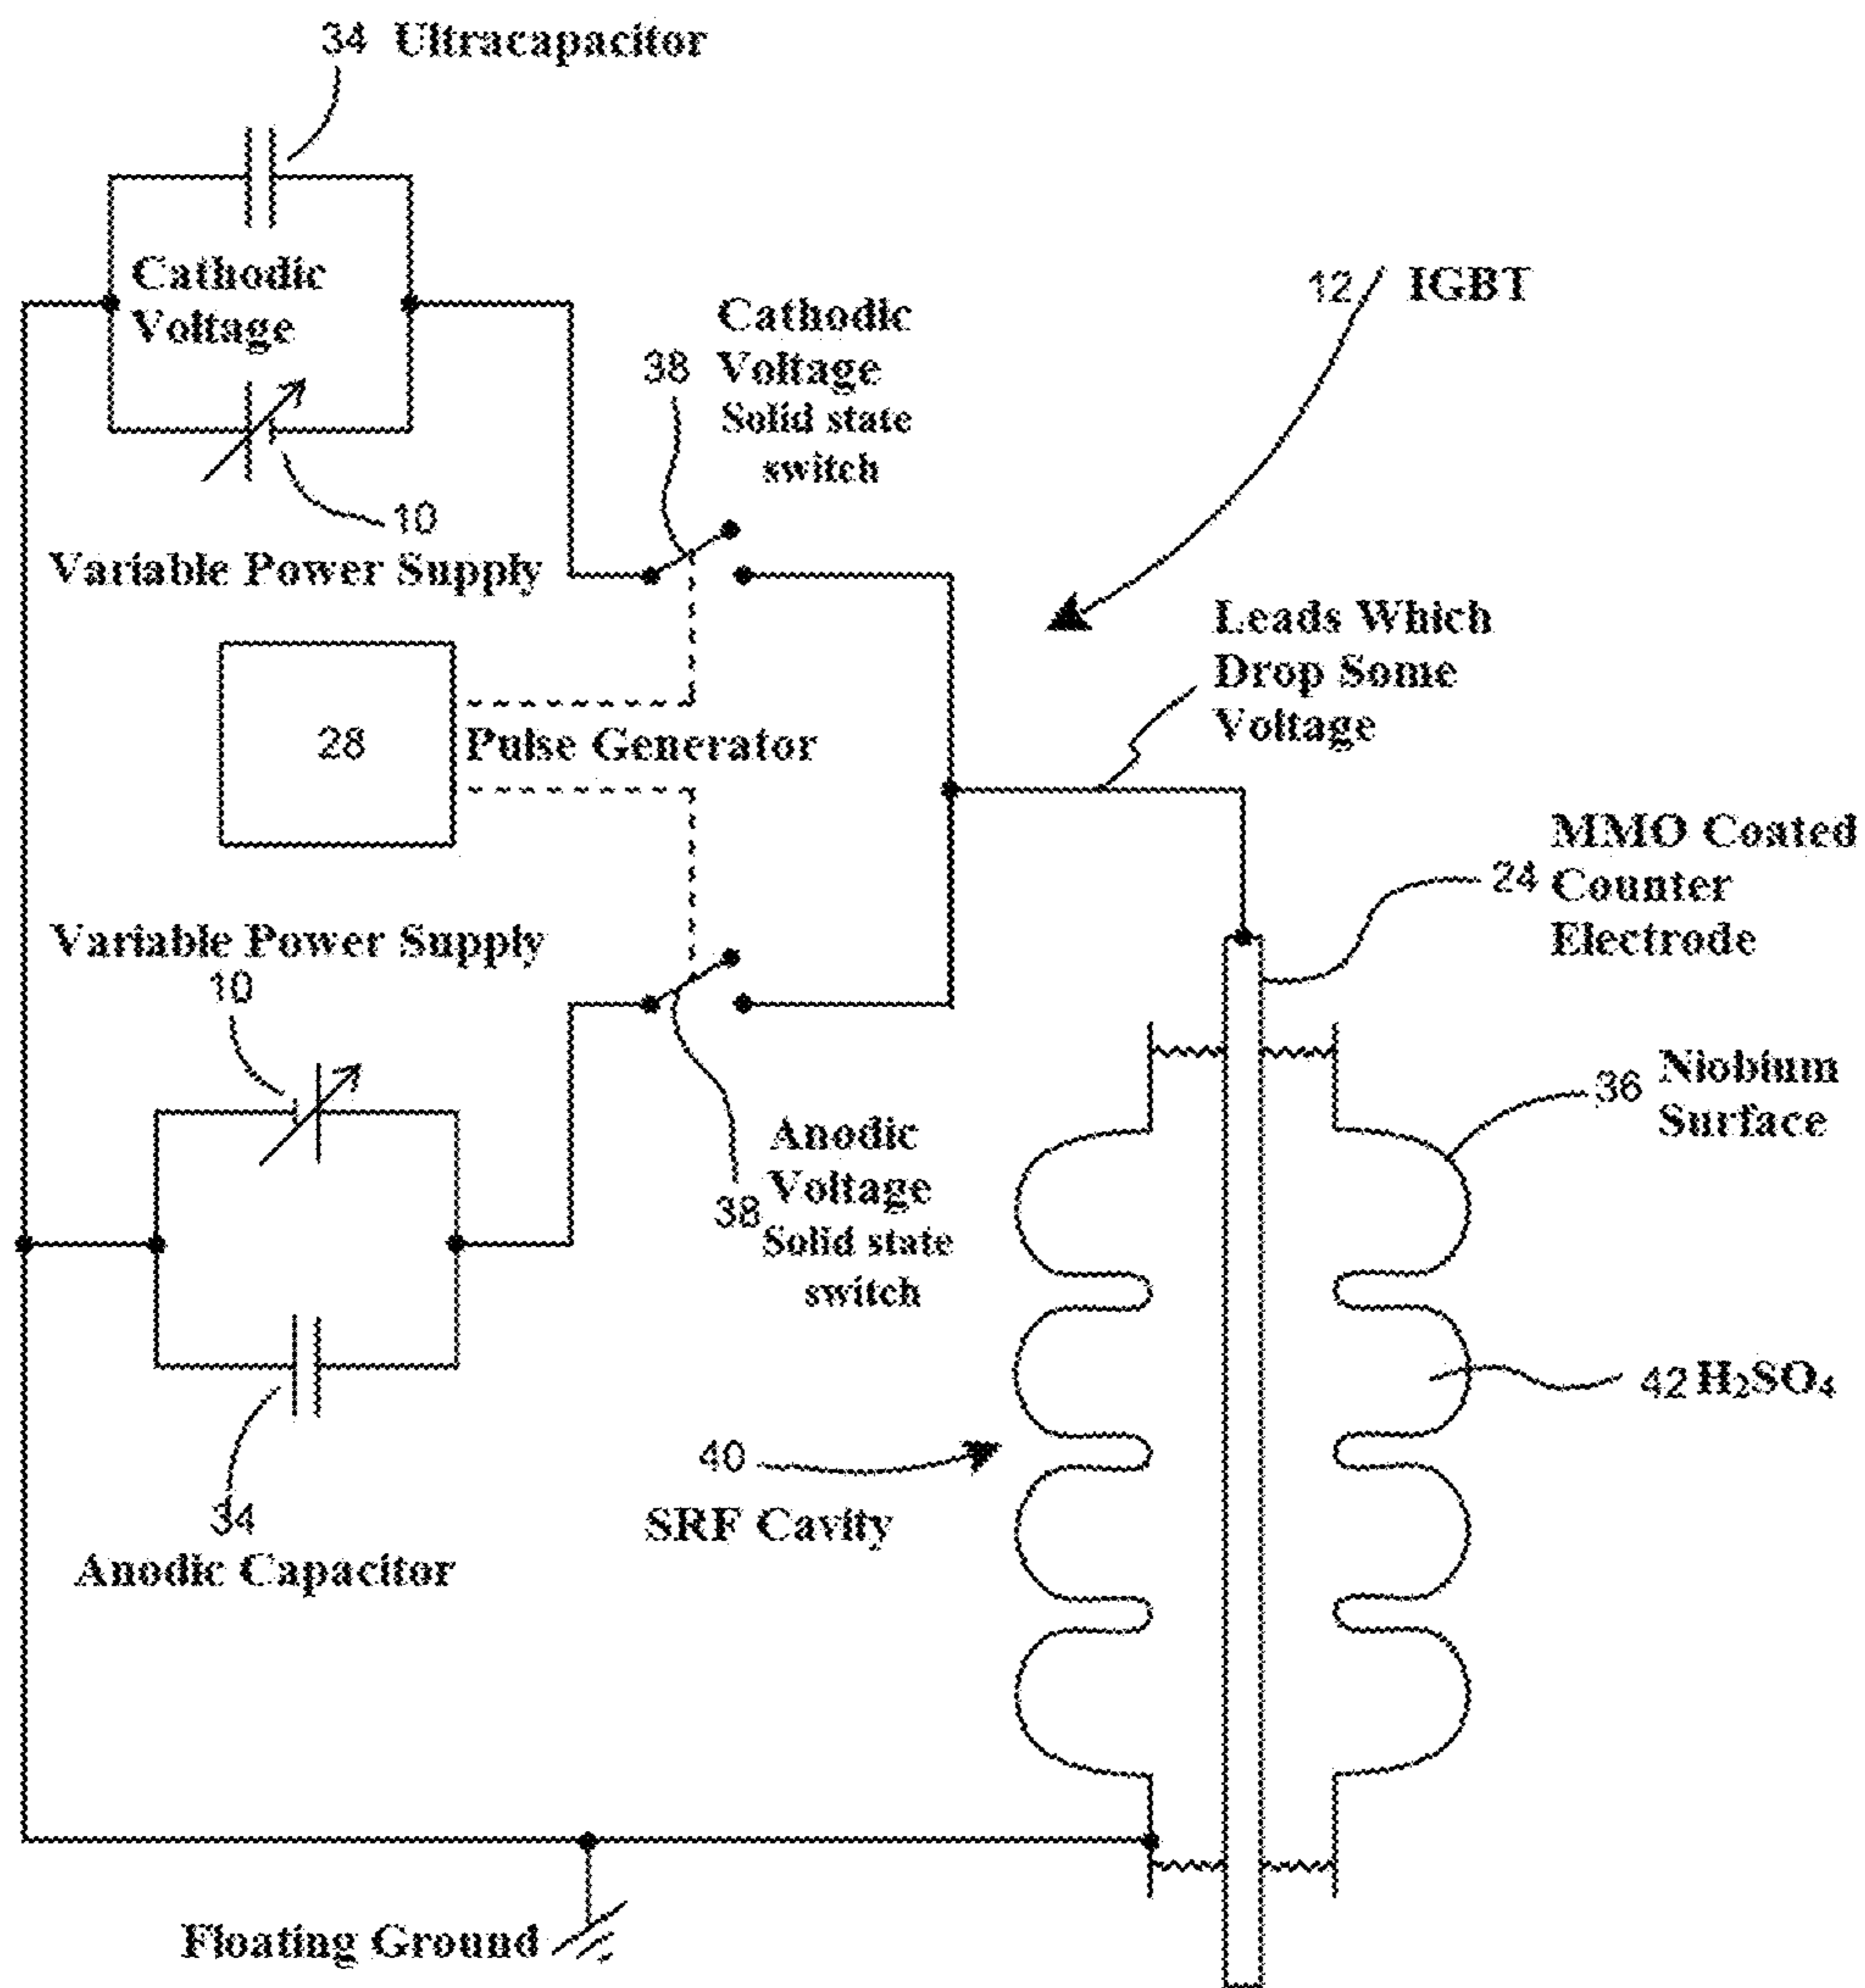 34 Ultracapacitor
Cathodic
Voltage
10
Variable Power Supply
38 Cathodic
Voltage
Solid state
switch
12 IGBT
28 Pulse Generator
Leads Which
Drop Some
Voltage
24 MMO Coated
Counter
Electrode
Variable Power Supply
10
36 Niobium
Surface
38 Anodic
Voltage
Solid state
switch
42 H₂SO₄
40
SRF Cavity
34
Anodic Capacitor
Floating Ground